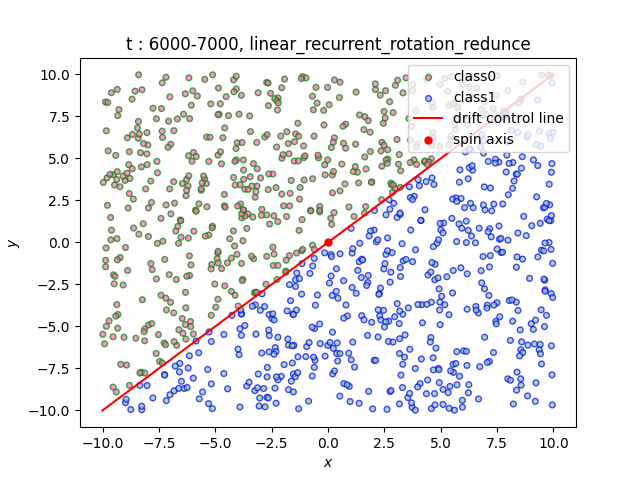 t : 6000-7000, linear_recurrent_rotation_redunce
class0
class1
drift control line
spin axis
10.0
7.5
5.0
2.5
0.0
−2.5
−5.0
−7.5
−10.0
y
−10.0 −7.5 −5.0 −2.5 0.0 2.5 5.0 7.5 10.0
x